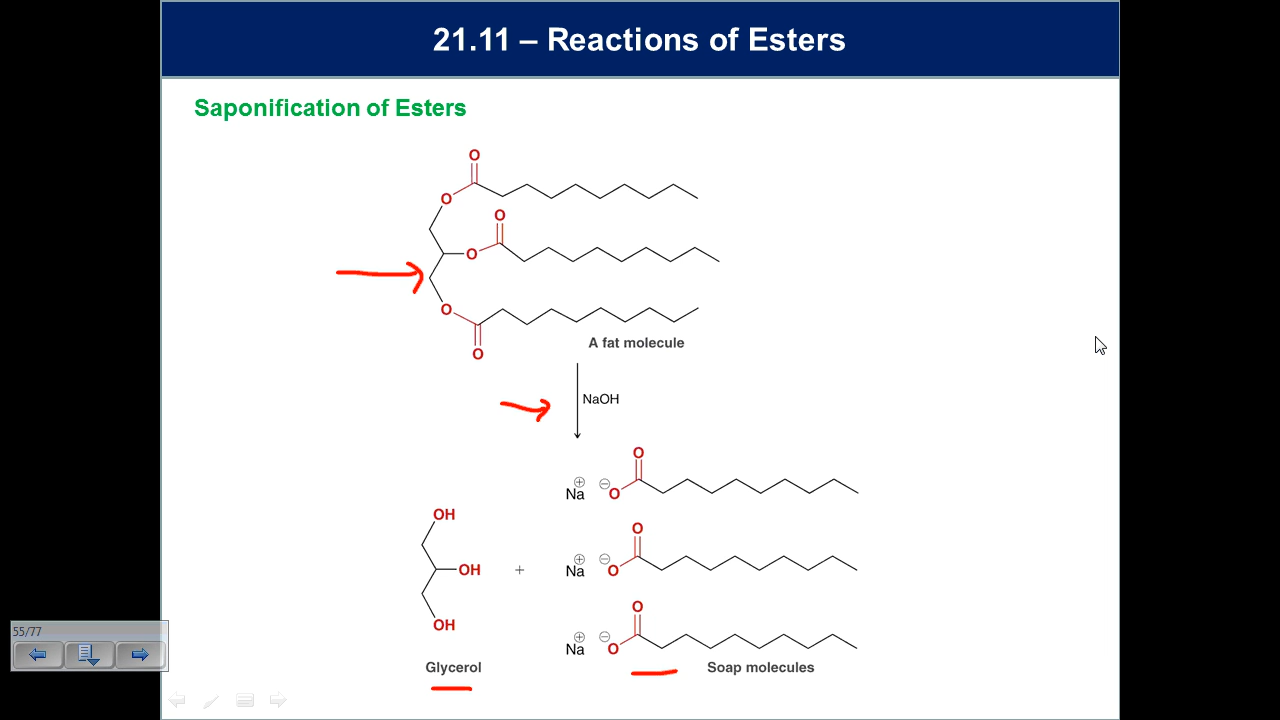 21.11 – Reactions of Esters
Saponification of Esters
O
O
O
O
O
O
A fat molecule
NaOH
O
Na ⊕ ⊖ O
OH
O
OH + Na ⊕ ⊖ O
OH
O
Na ⊕ ⊖ O
Glycerol Soap molecules
55/77